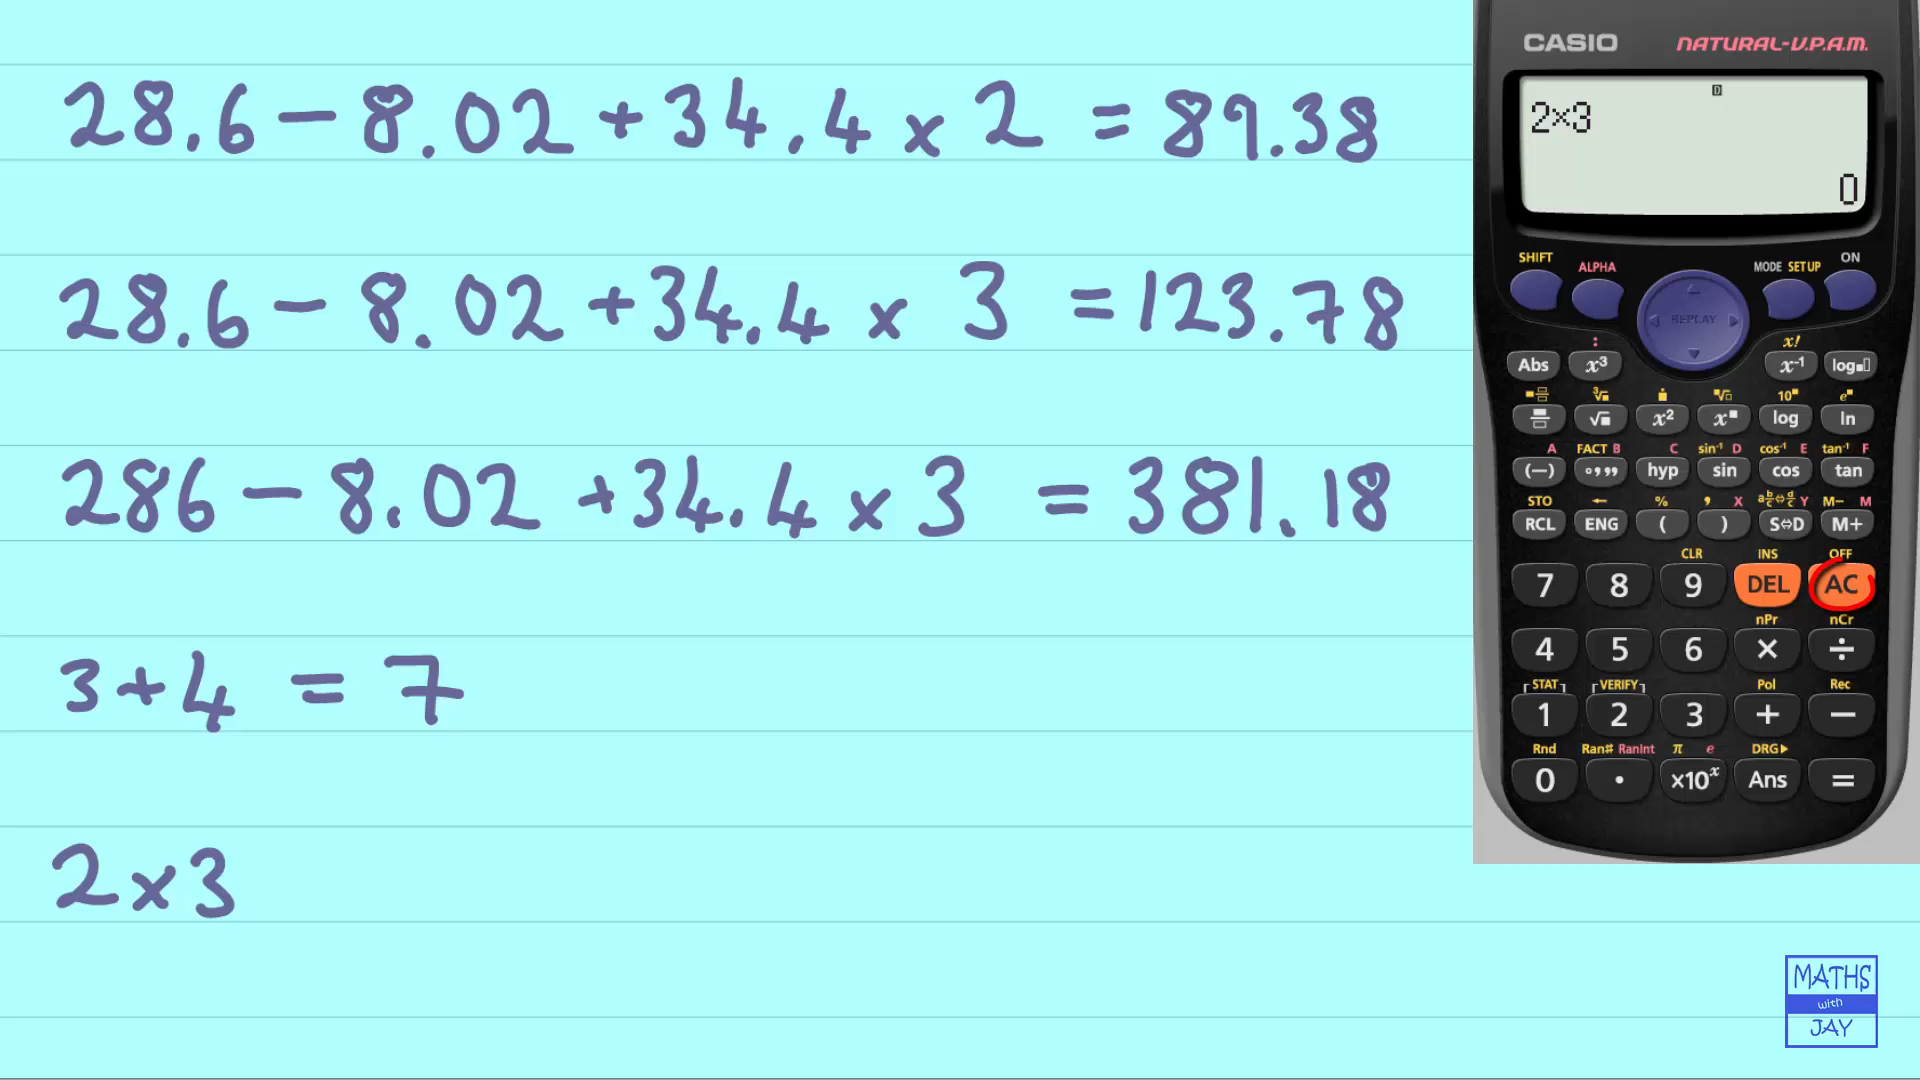 28.6 − 8.02 + 34.4 × 2 = 89.38
28.6 − 8.02 + 34.4 × 3 = 123.78
286 − 8.02 + 34.4 × 3 = 381.18
3 + 4 = 7
2 × 3
CASIO NATURAL-V.P.A.M.
D
2×3
0
SHIFT ALPHA MODE SETUP ON
REPLAY
: x!
Abs x³ x⁻¹ log
³√ 10 e
√ x² x log ln
A FACT B C sin⁻¹ D cos⁻¹ E tan⁻¹ F
(−) °,,, hyp sin cos tan
STO ← % , X a b/c⇔d/c Y M− M
RCL ENG ( ) S⇔D M+
CLR INS OFF
7 8 9 DEL AC
nPr nCr
4 5 6 × ÷
STAT VERIFY Pol Rec
1 2 3 + −
Rnd Ran# RanInt π e DRG▶
0 . ×10ˣ Ans =
MATHS
with
JAY